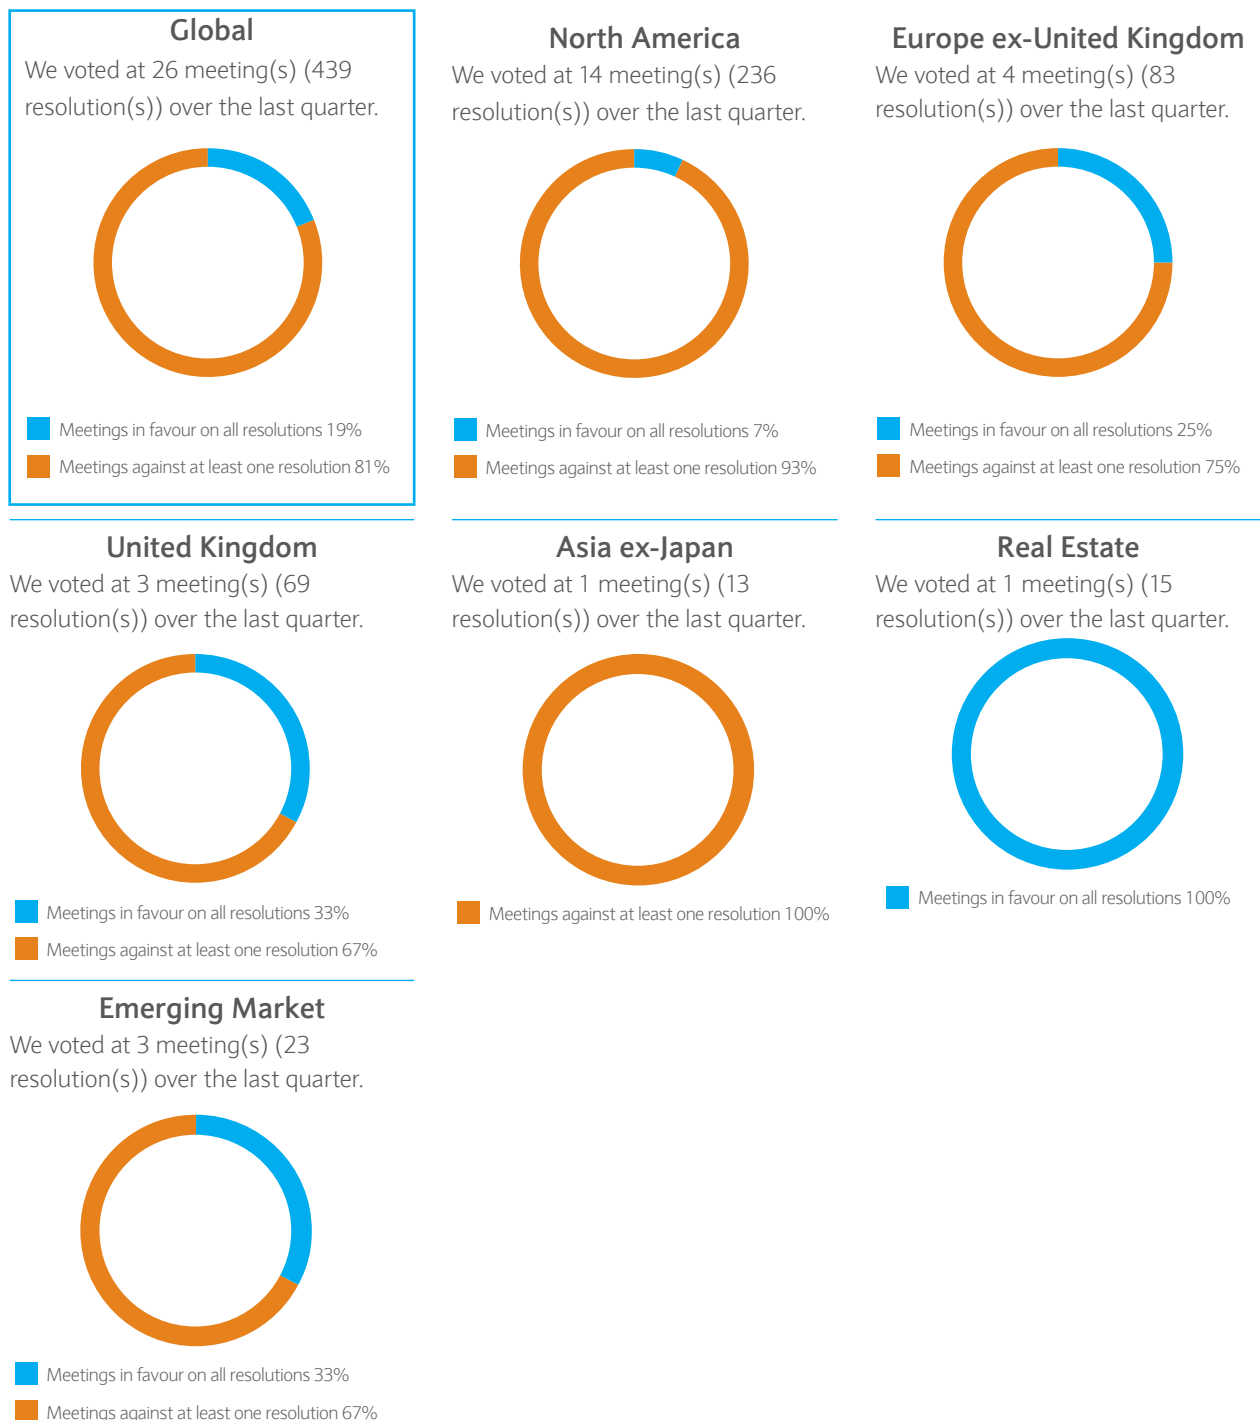 Global
We voted at 26 meeting(s) (439
resolution(s)) over the last quarter.
Meetings in favour on all resolutions 19%
Meetings against at least one resolution 81%
North America
We voted at 14 meeting(s) (236
resolution(s)) over the last quarter.
Meetings in favour on all resolutions 7%
Meetings against at least one resolution 93%
Europe ex-United Kingdom
We voted at 4 meeting(s) (83
resolution(s)) over the last quarter.
Meetings in favour on all resolutions 25%
Meetings against at least one resolution 75%
United Kingdom
We voted at 3 meeting(s) (69
resolution(s)) over the last quarter.
Meetings in favour on all resolutions 33%
Meetings against at least one resolution 67%
Asia ex-Japan
We voted at 1 meeting(s) (13
resolution(s)) over the last quarter.
Meetings against at least one resolution 100%
Real Estate
We voted at 1 meeting(s) (15
resolution(s)) over the last quarter.
Meetings in favour on all resolutions 100%
Emerging Market
We voted at 3 meeting(s) (23
resolution(s)) over the last quarter.
Meetings in favour on all resolutions 33%
Meetings against at least one resolution 67%